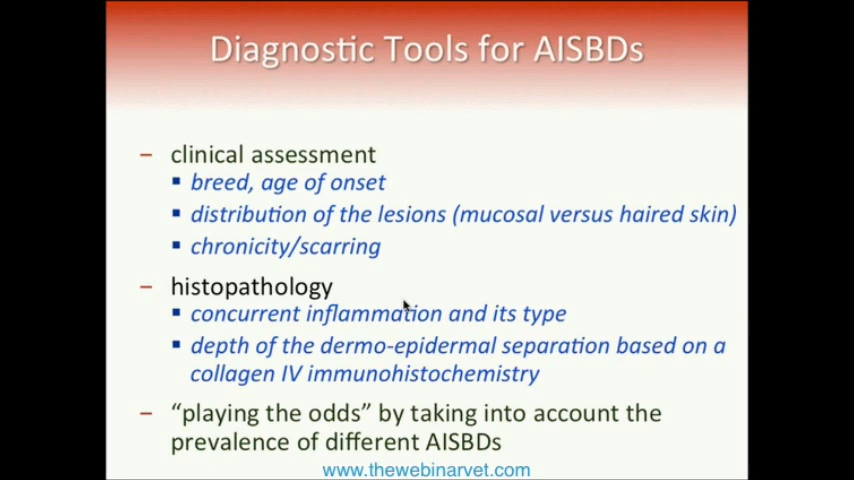 Diagnostic Tools for AISBDs
– clinical assessment
▪ breed, age of onset
▪ distribution of the lesions (mucosal versus haired skin)
▪ chronicity/scarring
– histopathology
▪ concurrent inflammation and its type
▪ depth of the dermo-epidermal separation based on a
collagen IV immunohistochemistry
– “playing the odds” by taking into account the
prevalence of different AISBDs
www.thewebinarvet.com